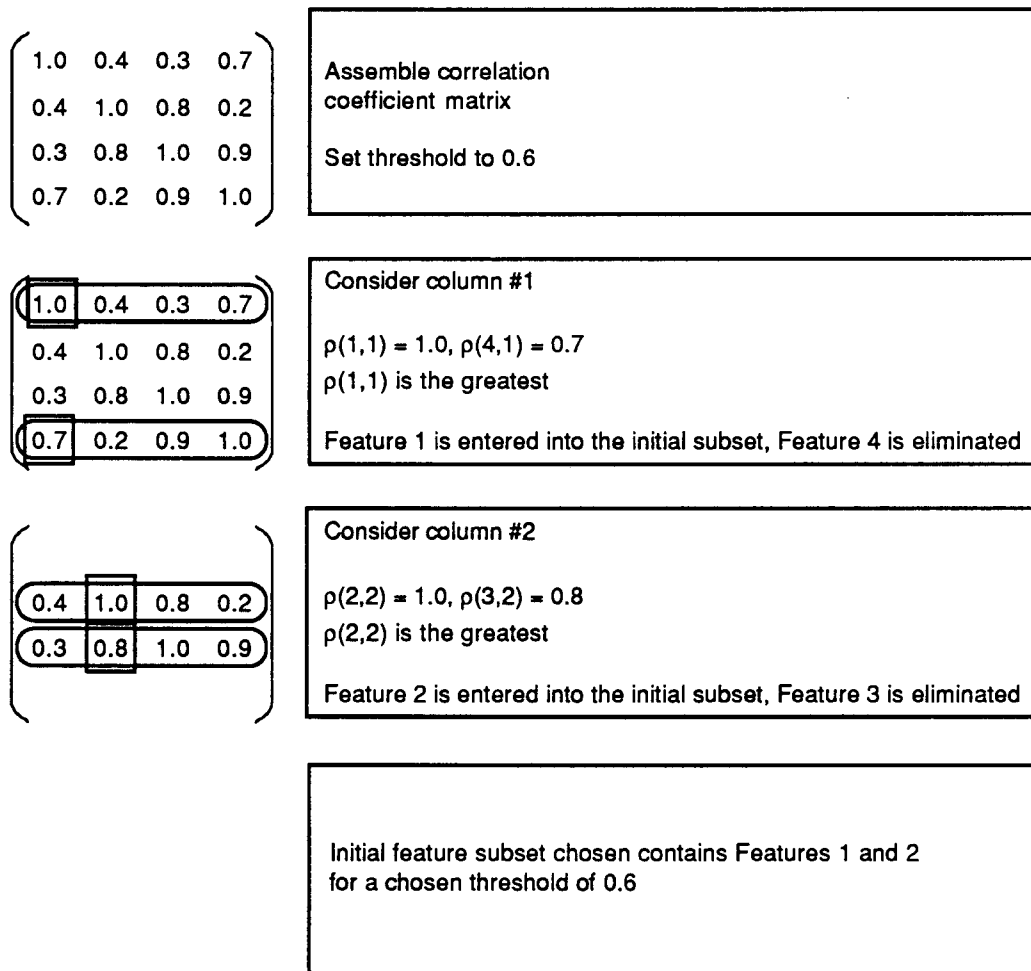 1.0 0.4 0.3 0.7
0.4 1.0 0.8 0.2
0.3 0.8 1.0 0.9
0.7 0.2 0.9 1.0
Assemble correlation
coefficient matrix
Set threshold to 0.6
1.0 0.4 0.3 0.7
0.4 1.0 0.8 0.2
0.3 0.8 1.0 0.9
0.7 0.2 0.9 1.0
Consider column #1
ρ(1,1) = 1.0, ρ(4,1) = 0.7
ρ(1,1) is the greatest
Feature 1 is entered into the initial subset, Feature 4 is eliminated
0.4 1.0 0.8 0.2
0.3 0.8 1.0 0.9
Consider column #2
ρ(2,2) = 1.0, ρ(3,2) = 0.8
ρ(2,2) is the greatest
Feature 2 is entered into the initial subset, Feature 3 is eliminated
Initial feature subset chosen contains Features 1 and 2
for a chosen threshold of 0.6